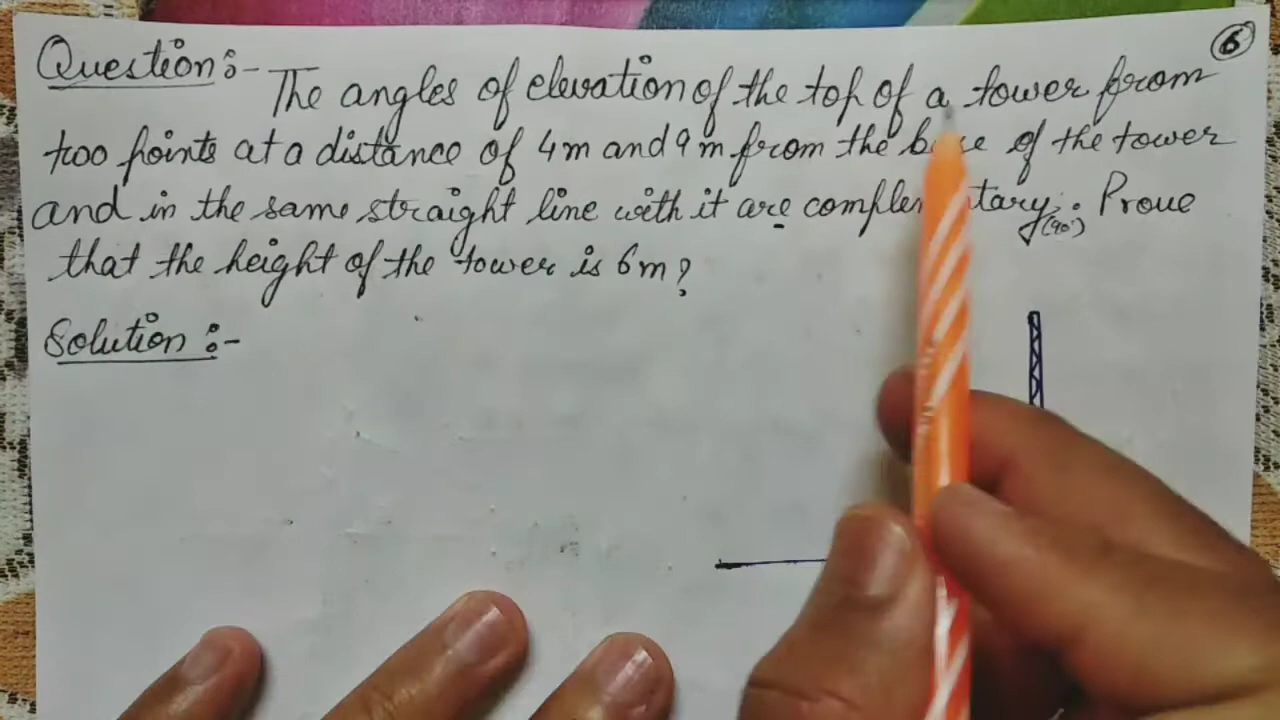 6
Question:-
The angles of elevation of the top of a tower from
two points at a distance of 4m and 9m from the of the tower
and in the same straight line with it are . Prove
(90°)
that the height of the tower is 6m?
Solution :-